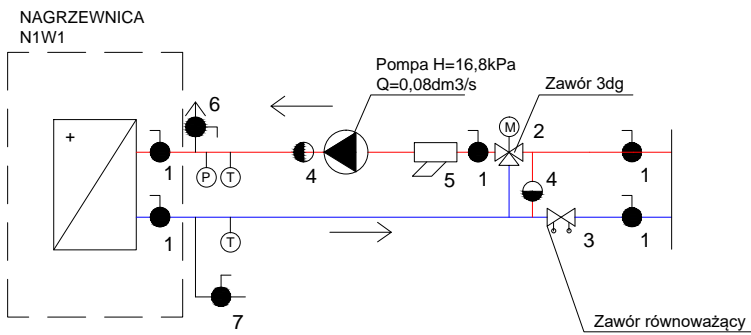 NAGRZEWNICA
N1W1
Pompa H=16,8kPa
Q=0,08dm3/s
Zawór 3dg
6
M
2
+
1
P
T
4
5
1
4
1
1
T
3
1
7
Zawór równoważący